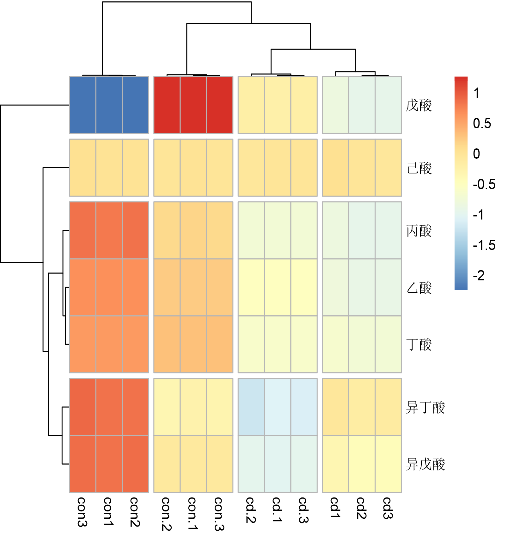 戊酸
己酸
丙酸
乙酸
丁酸
异丁酸
异戊酸
1
0.5
0
-0.5
-1
-1.5
-2
con3
con1
con2
con.2
con.1
con.3
cd.2
cd.1
cd.3
cd1
cd2
cd3